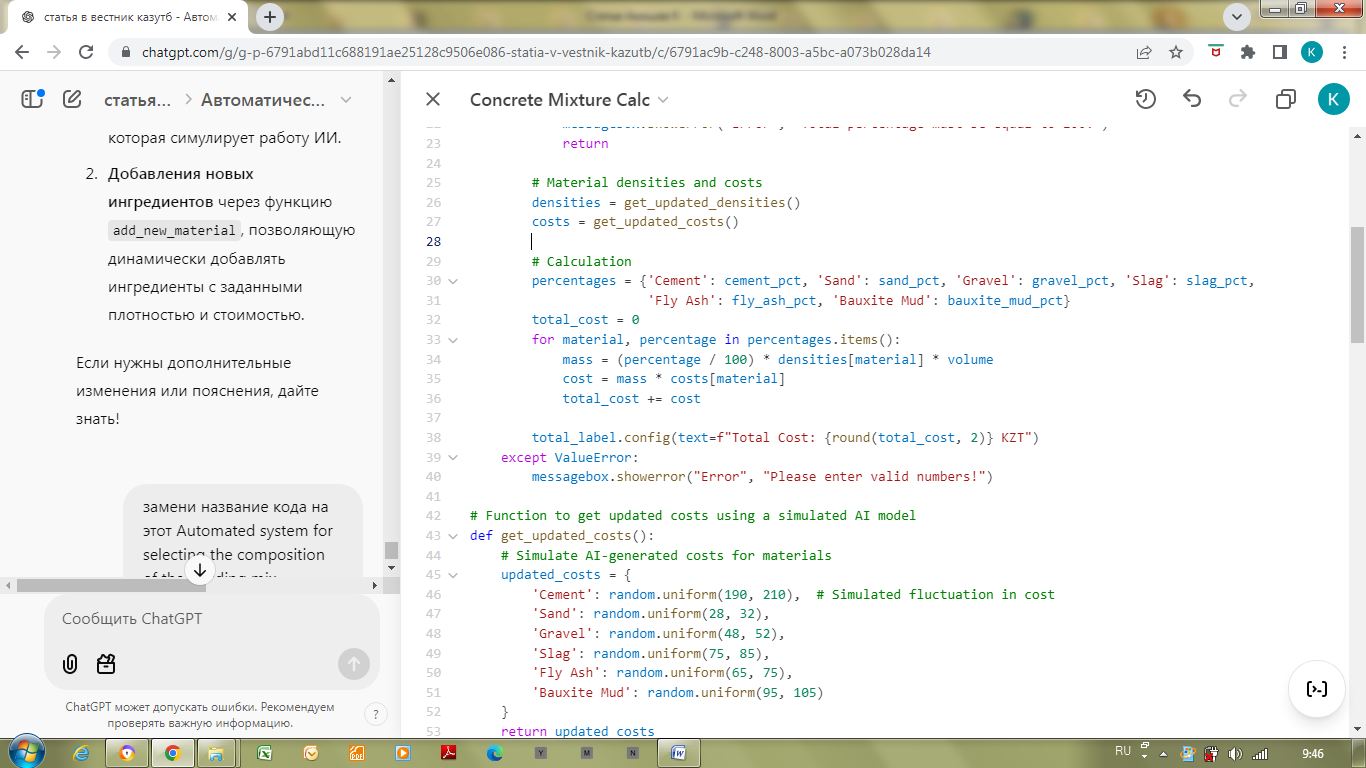 статья в вестник казутб - Автом
chatgpt.com/g/g-p-6791abd11c688191ae25128c9506e086-statia-v-vestnik-kazutb/c/6791ac9b-c248-8003-a5bc-a073b028da14
K
статья... > Автоматичес...
которая симулирует работу ИИ.
2. Добавления новых
ингредиентов через функцию
add_new_material, позволяющую
динамически добавлять
ингредиенты с заданными
плотностью и стоимостью.
Если нужны дополнительные
изменения или пояснения, дайте
знать!
замени название кода на
этот Automated system for
selecting the composition
Сообщить ChatGPT
ChatGPT может допускать ошибки. Рекомендуем
проверять важную информацию.
?
Concrete Mixture Calc
K
23 return
24
25 # Material densities and costs
26 densities = get_updated_densities()
27 costs = get_updated_costs()
28
29 # Calculation
30 percentages = {'Cement': cement_pct, 'Sand': sand_pct, 'Gravel': gravel_pct, 'Slag': slag_pct,
31 'Fly Ash': fly_ash_pct, 'Bauxite Mud': bauxite_mud_pct}
32 total_cost = 0
33 for material, percentage in percentages.items():
34 mass = (percentage / 100) * densities[material] * volume
35 cost = mass * costs[material]
36 total_cost += cost
37
38 total_label.config(text=f"Total Cost: {round(total_cost, 2)} KZT")
39 except ValueError:
40 messagebox.showerror("Error", "Please enter valid numbers!")
41
42 # Function to get updated costs using a simulated AI model
43 def get_updated_costs():
44 # Simulate AI-generated costs for materials
45 updated_costs = {
46 'Cement': random.uniform(190, 210), # Simulated fluctuation in cost
47 'Sand': random.uniform(28, 32),
48 'Gravel': random.uniform(48, 52),
49 'Slag': random.uniform(75, 85),
50 'Fly Ash': random.uniform(65, 75),
51 'Bauxite Mud': random.uniform(95, 105)
52 }
53 return updated_costs
Y M N
RU
9:46